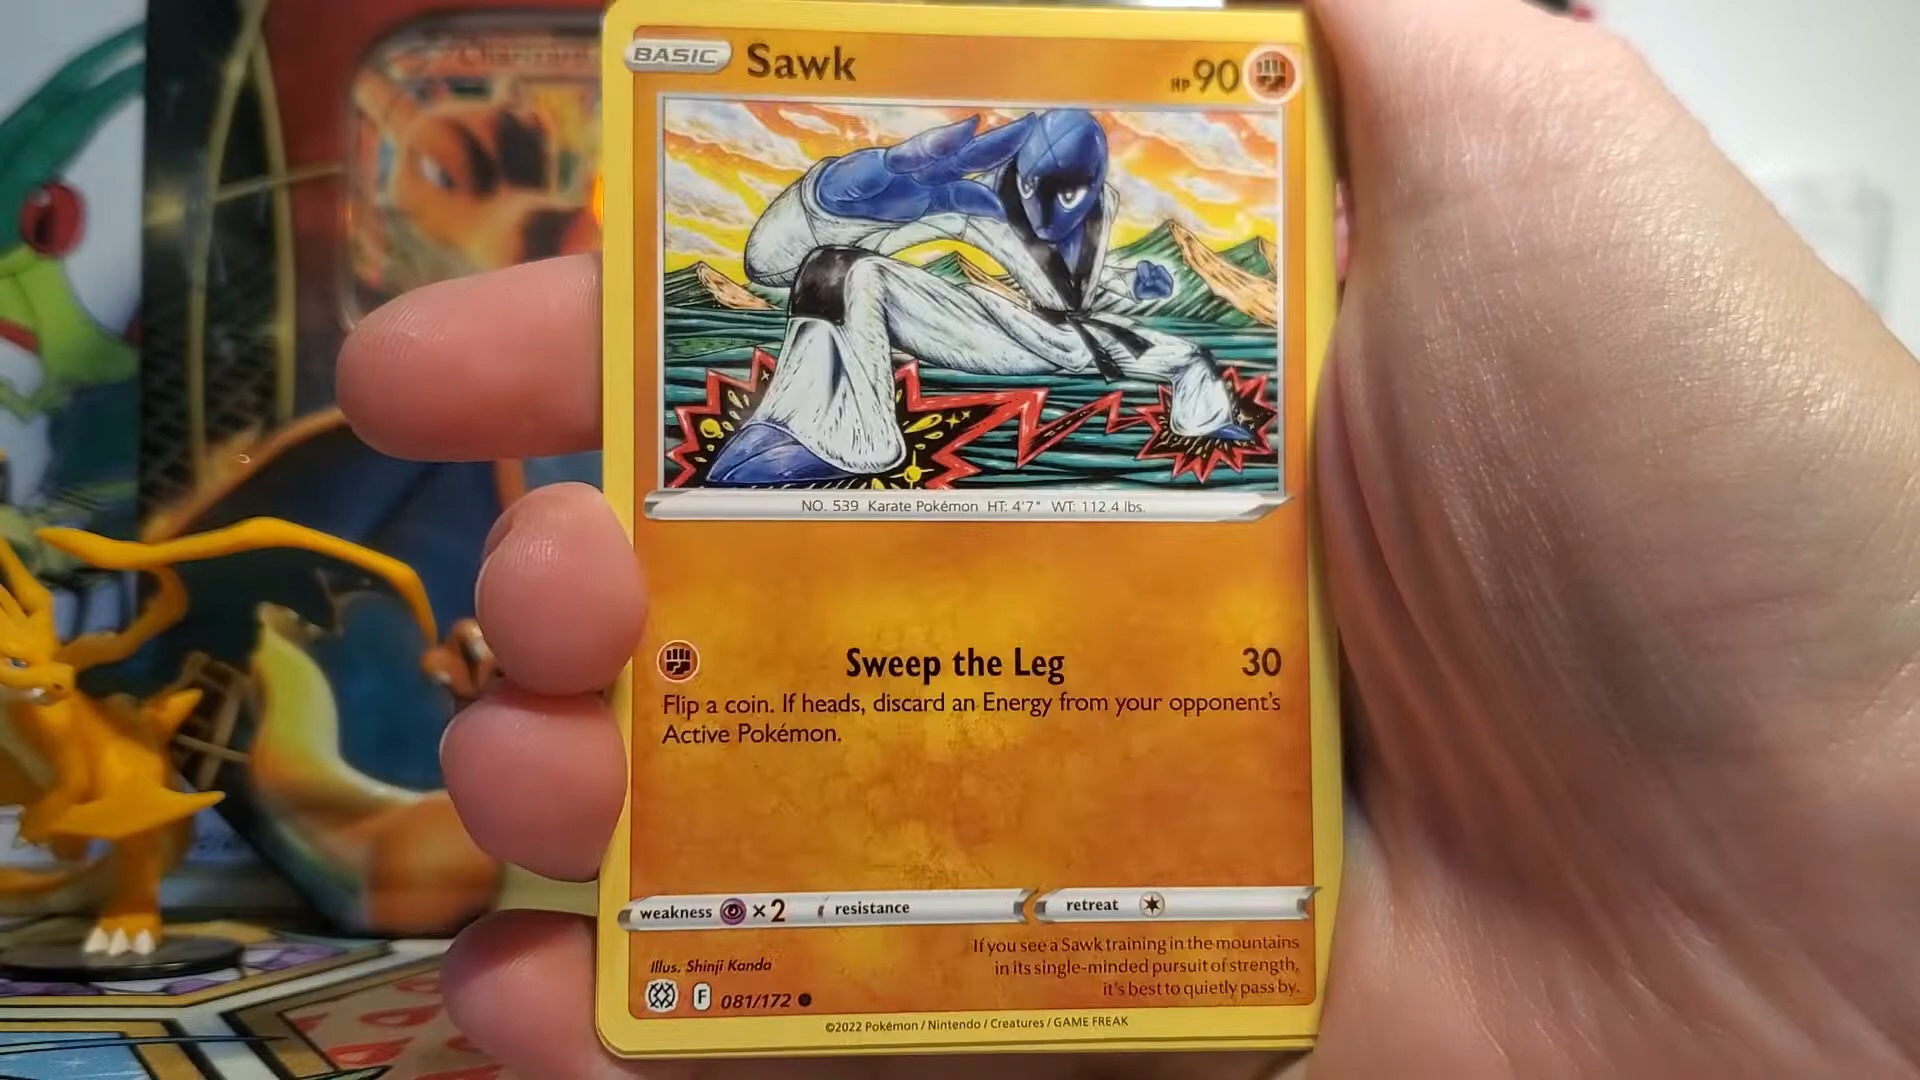 BASIC Sawk HP 90
NO. 539 Karate Pokémon HT: 4'7" WT: 112.4 lbs.
Sweep the Leg 30
Flip a coin. If heads, discard an Energy from your opponent's
Active Pokémon.
weakness ×2 resistance retreat
If you see a Sawk training in the mountains
in its single-minded pursuit of strength,
it's best to quietly pass by.
Illus. Shinji Kanda
F 081/172
©2022 Pokémon / Nintendo / Creatures / GAME FREAK